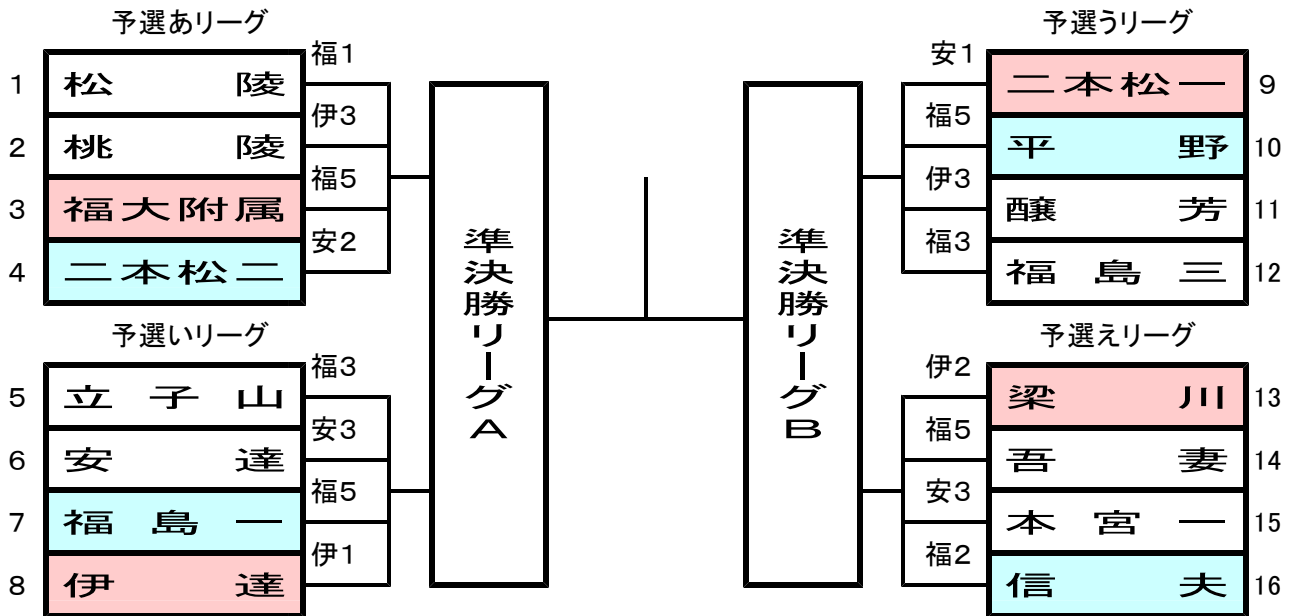 予選あリーグ
福1
1 松陵
伊3
2 桃陵
福5
3 福大附属
安2
4 二本松二
予選いリーグ
福3
5 立子山
安3
6 安達
福5
7 福島一
伊1
8 伊達
準決勝リーグA
準決勝リーグB
予選うリーグ
安1
二本松一 9
福5
平野 10
伊3
醸芳 11
福3
福島三 12
予選えリーグ
伊2
梁川 13
福5
吾妻 14
安3
本宮一 15
福2
信夫 16